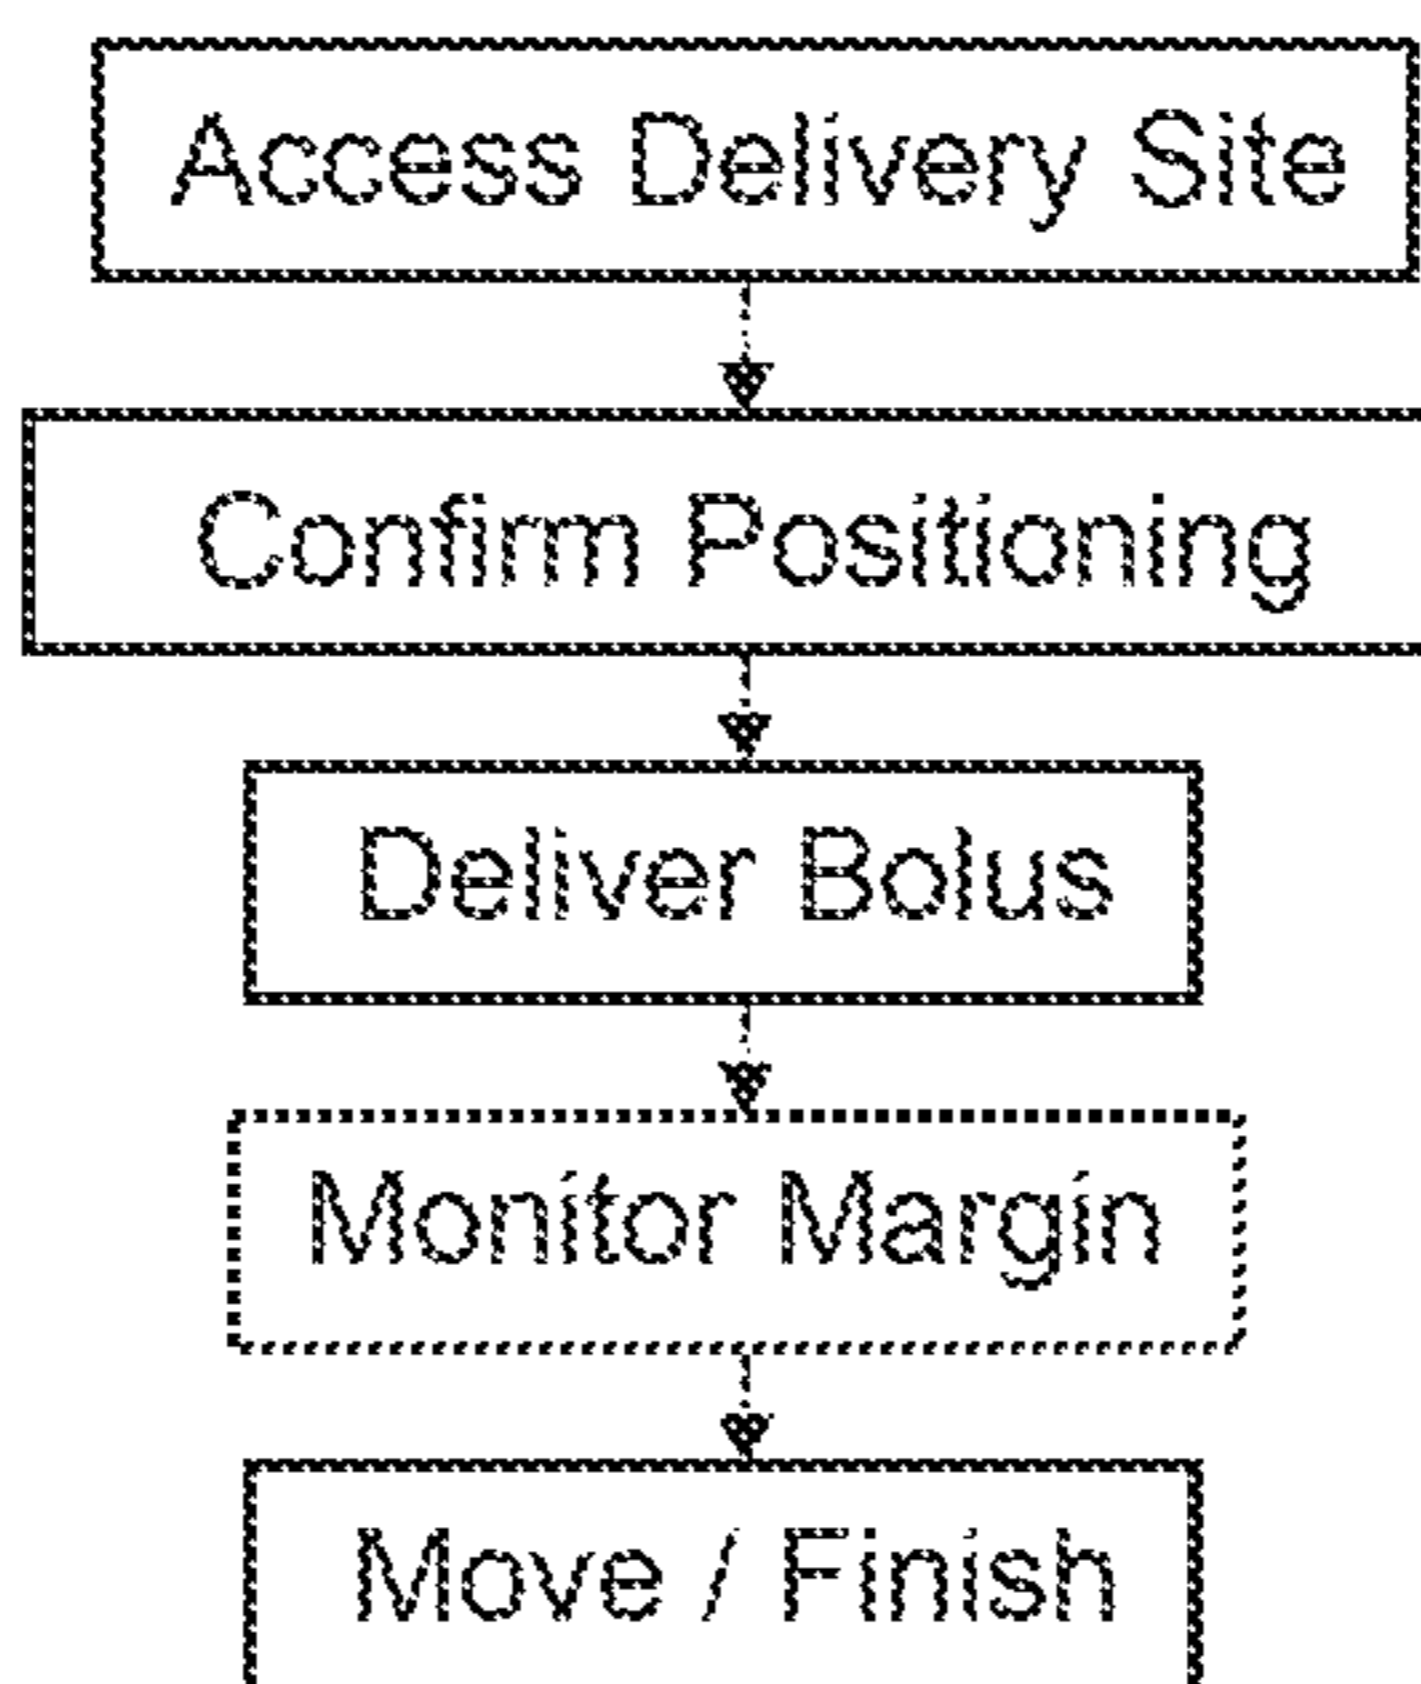 Access Delivery Site
Confirm Positioning
Deliver Bolus
Monitor Margin
Move / Finish